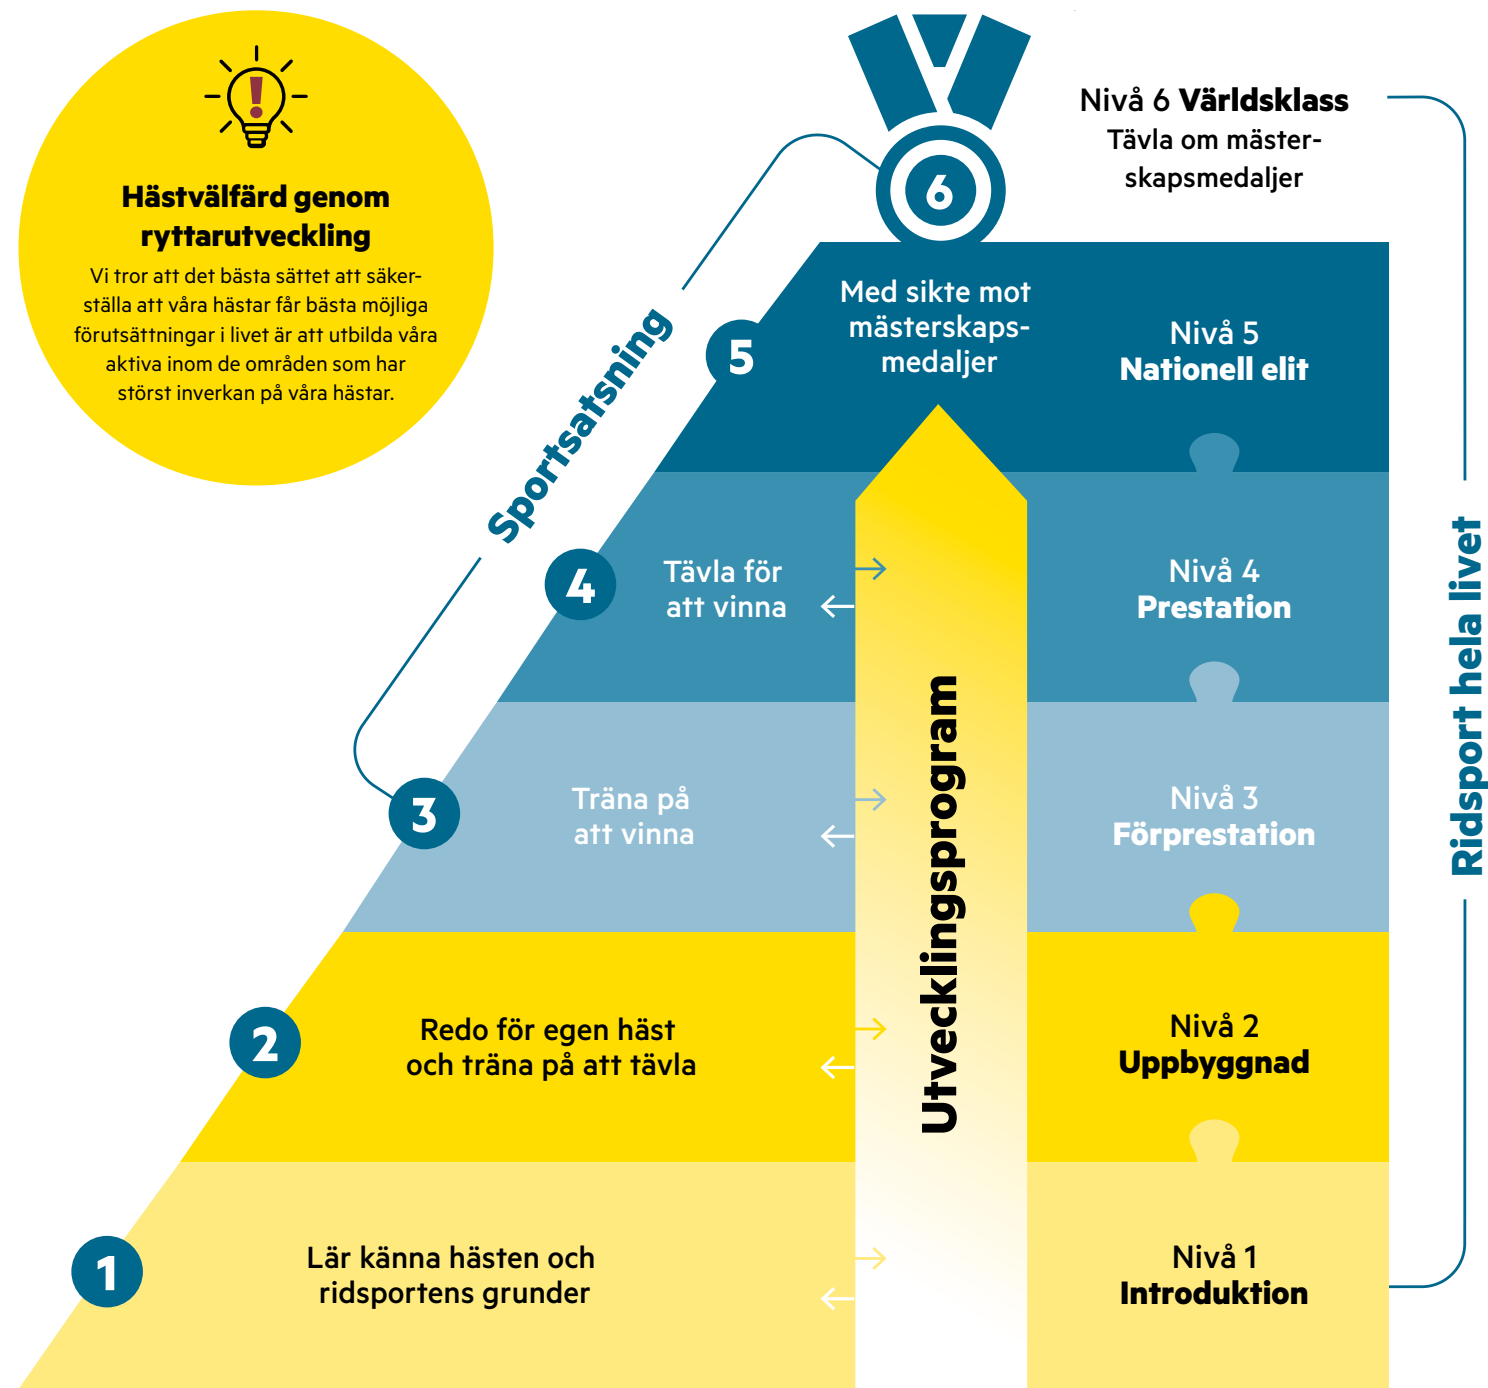 Hästvälfärd genom
ryttarutveckling
Vi tror att det bästa sättet att säker-
ställa att våra hästar får bästa möjliga
förutsättningar i livet är att utbilda våra
aktiva inom de områden som har
störst inverkan på våra hästar.
Nivå 6 Världsklass
Tävla om mäster-
skapsmedaljer
6
Sportsatsning
Ridsport hela livet
Utvecklingsprogram
5
Med sikte mot
mästerskaps-
medaljer
Nivå 5
Nationell elit
4
Tävla för
att vinna
Nivå 4
Prestation
3
Träna på
att vinna
Nivå 3
Förprestation
2
Redo för egen häst
och träna på att tävla
Nivå 2
Uppbyggnad
1
Lär känna hästen och
ridsportens grunder
Nivå 1
Introduktion